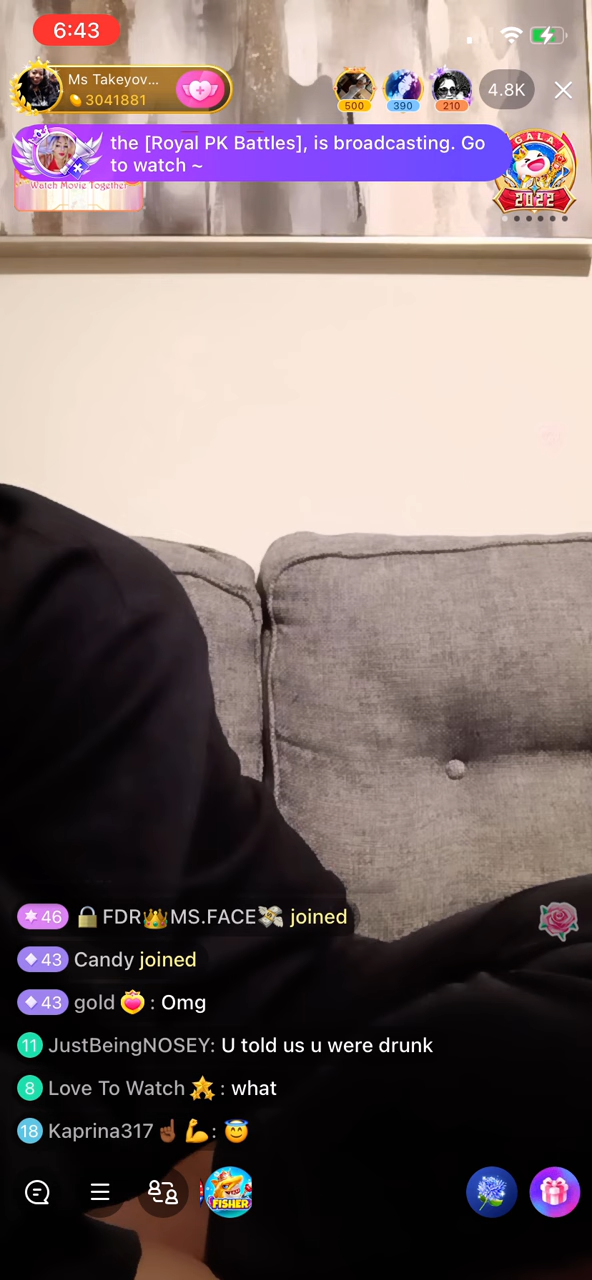 6:43
Ms Takeyov...
3041881
500
390
210
4.8K
the [Royal PK Battles], is broadcasting. Go
to watch ~
Watch Movie Together
GALA
2022
46 FDR MS.FACE joined
43 Candy joined
43 gold : Omg
11 JustBeingNOSEY: U told us u were drunk
8 Love To Watch : what
18 Kaprina317 :
FISHER